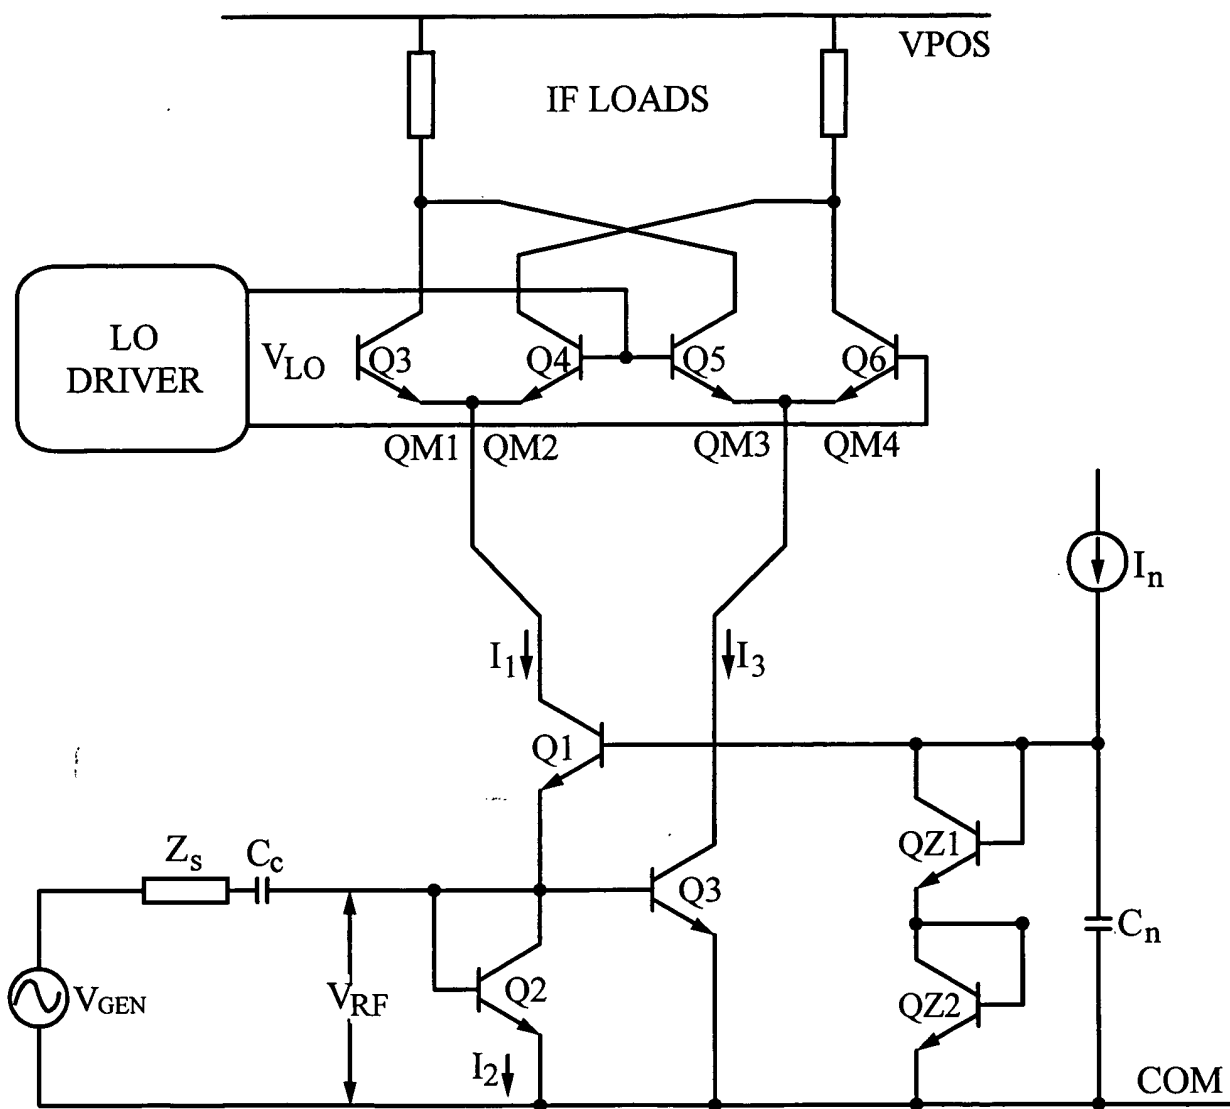 VPOS
IF LOADS
LO
DRIVER
VLO
Q3
Q4
Q5
Q6
QM1
QM2
QM3
QM4
In
I1
I3
Q1
QZ1
Zs
Cc
Q3
Cn
VGEN
VRF
Q2
QZ2
I2
COM